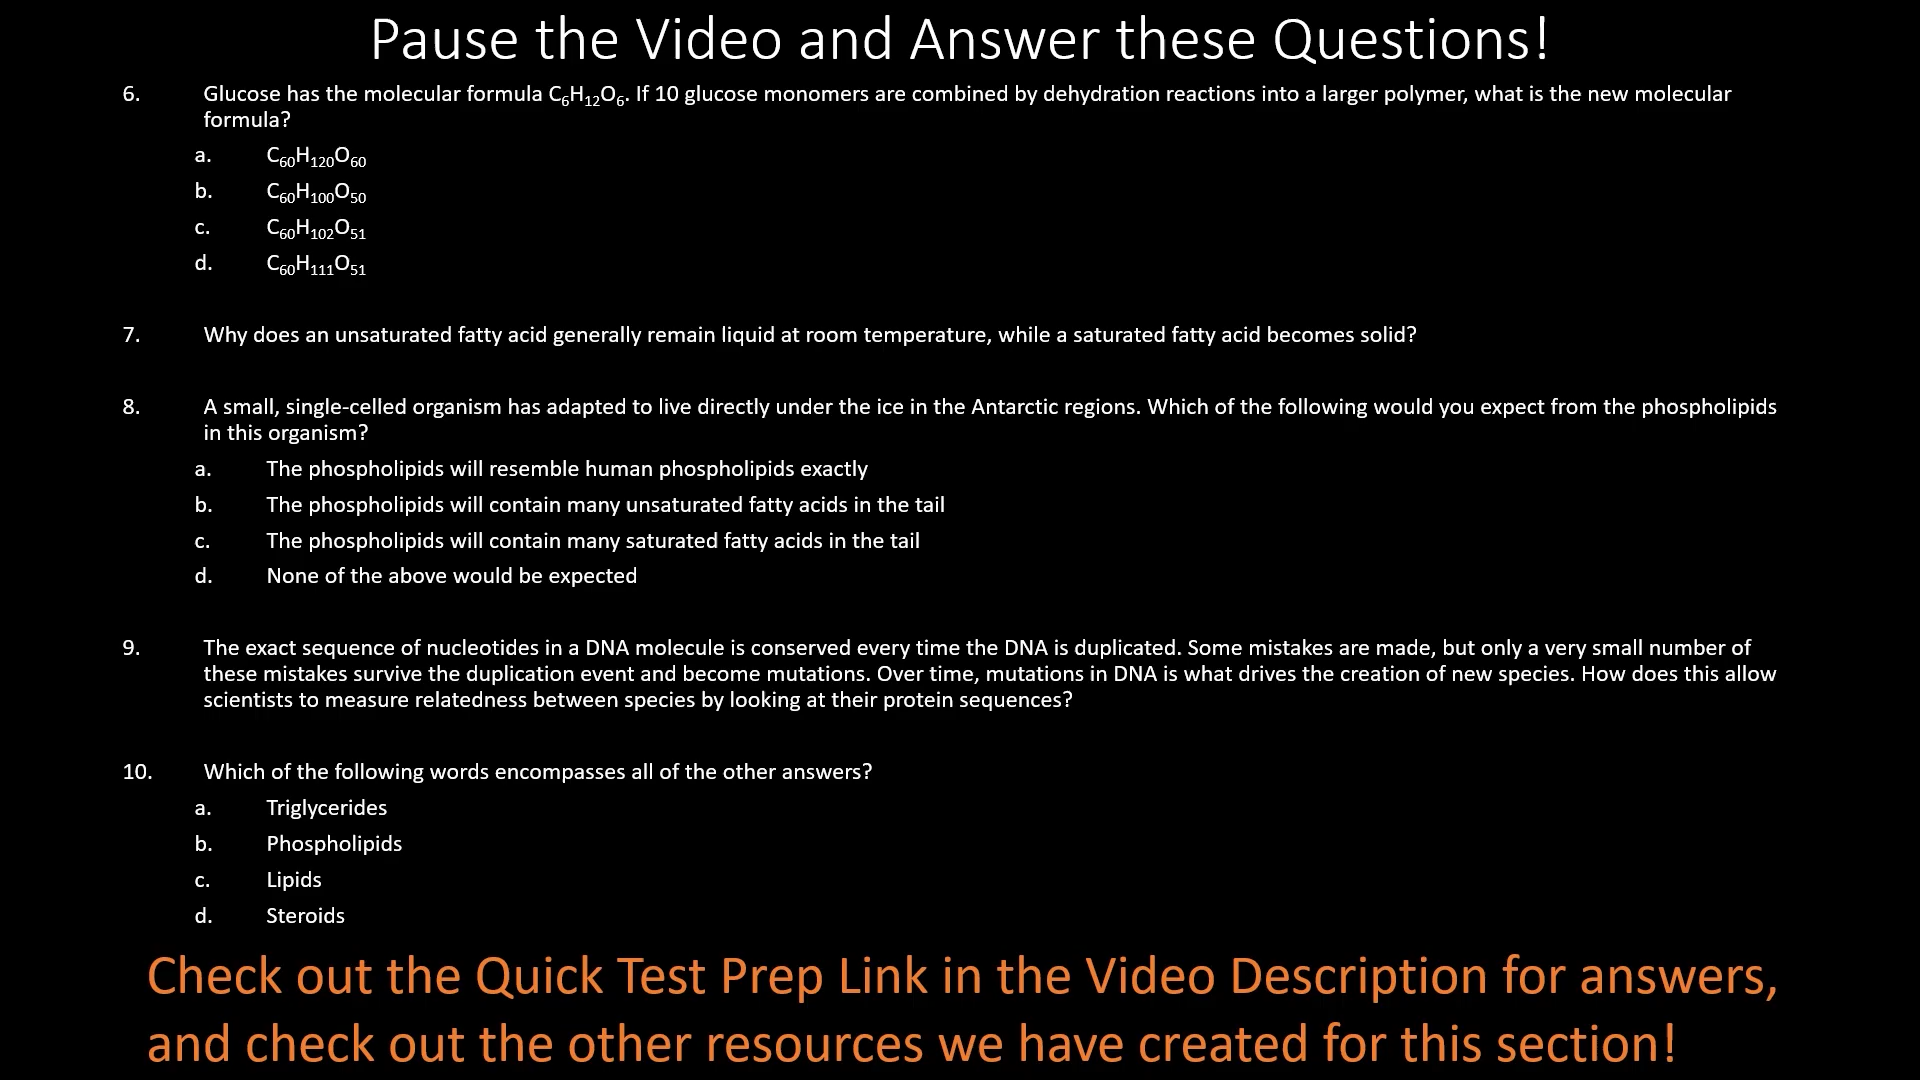 Pause the Video and Answer these Questions!
6. Glucose has the molecular formula C₆H₁₂O₆. If 10 glucose monomers are combined by dehydration reactions into a larger polymer, what is the new molecular
formula?
a. C₆₀H₁₂₀O₆₀
b. C₆₀H₁₀₀O₅₀
c. C₆₀H₁₀₂O₅₁
d. C₆₀H₁₁₁O₅₁
7. Why does an unsaturated fatty acid generally remain liquid at room temperature, while a saturated fatty acid becomes solid?
8. A small, single-celled organism has adapted to live directly under the ice in the Antarctic regions. Which of the following would you expect from the phospholipids
in this organism?
a. The phospholipids will resemble human phospholipids exactly
b. The phospholipids will contain many unsaturated fatty acids in the tail
c. The phospholipids will contain many saturated fatty acids in the tail
d. None of the above would be expected
9. The exact sequence of nucleotides in a DNA molecule is conserved every time the DNA is duplicated. Some mistakes are made, but only a very small number of
these mistakes survive the duplication event and become mutations. Over time, mutations in DNA is what drives the creation of new species. How does this allow
scientists to measure relatedness between species by looking at their protein sequences?
10. Which of the following words encompasses all of the other answers?
a. Triglycerides
b. Phospholipids
c. Lipids
d. Steroids
Check out the Quick Test Prep Link in the Video Description for answers,
and check out the other resources we have created for this section!